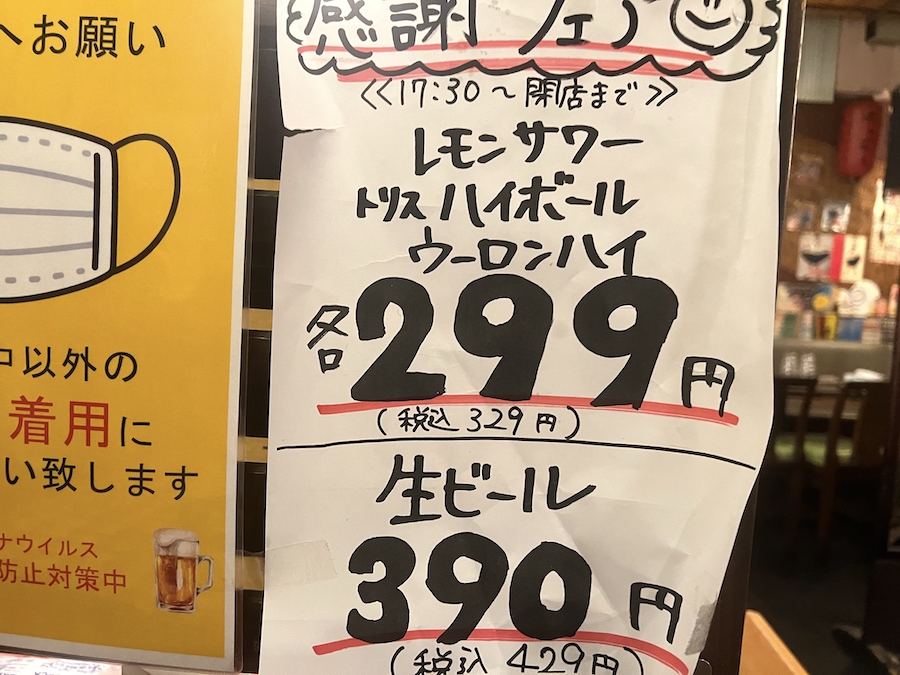 へお願い
中以外の
着用に
い致します
ナウイルス
防止対策中
感謝フェア
≪17:30～閉店まで≫
レモンサワー
トリスハイボール
ウーロンハイ
各299円
(税込329円)
生ビール
390円
(税込429円)